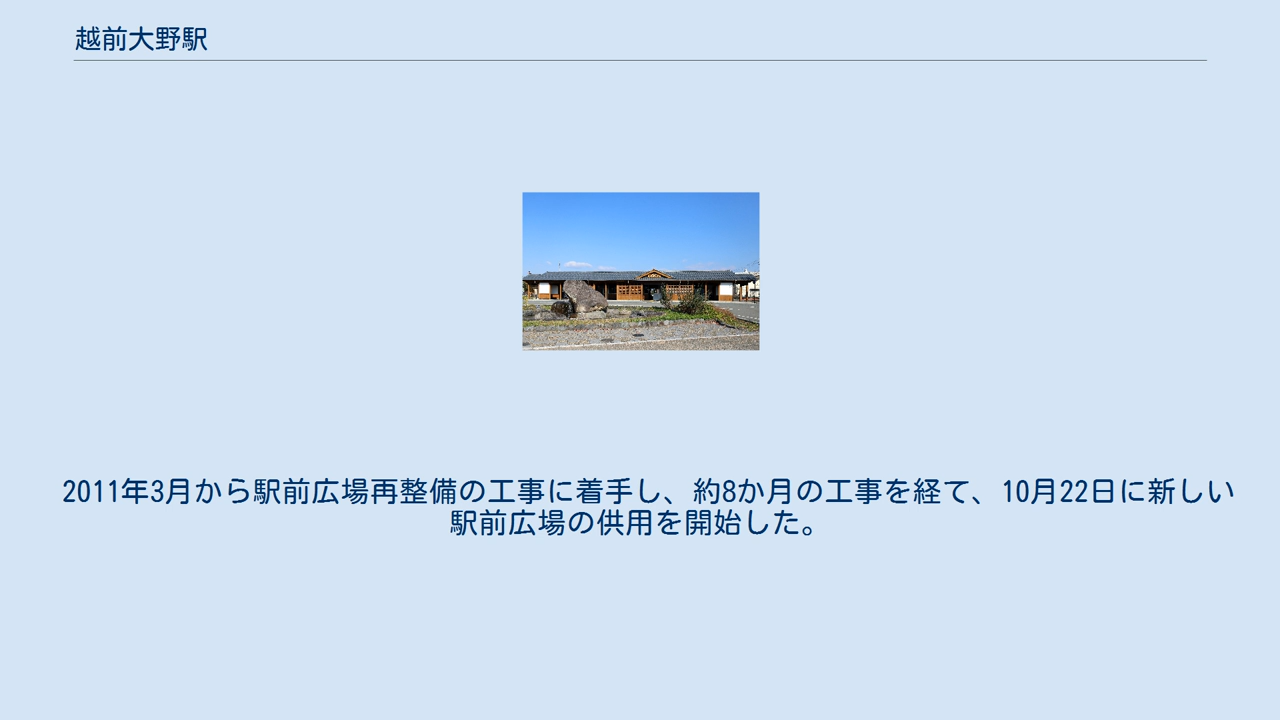 越前大野駅
2011年3月から駅前広場再整備の工事に着手し、約8か月の工事を経て、10月22日に新しい
駅前広場の供用を開始した。